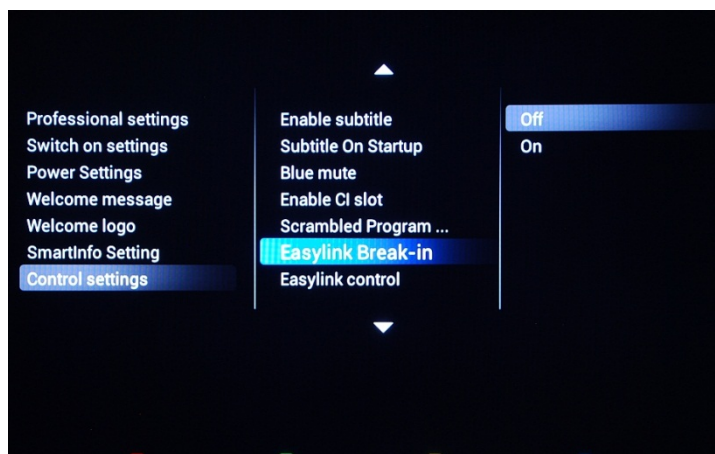 Professional settings
Switch on settings
Power Settings
Welcome message
Welcome logo
SmartInfo Setting
Control settings
Enable subtitle
Subtitle On Startup
Blue mute
Enable CI slot
Scrambled Program ...
Easylink Break-in
Easylink control
Off
On